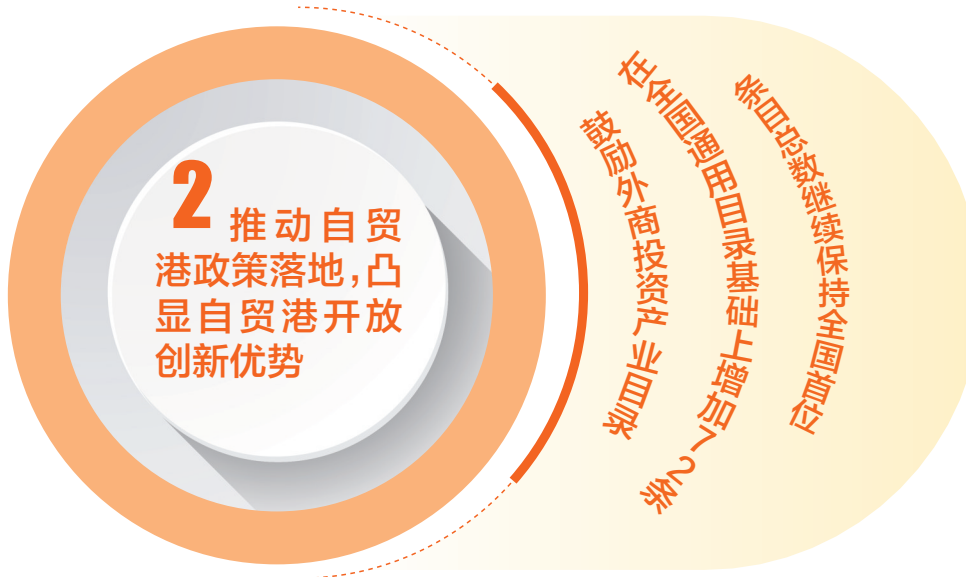 2 推动自贸
港政策落地，凸
显自贸港开放
创新优势
鼓励外商投资产业目录
在全国通用目录基础上增加72条
条目总数继续保持全国首位